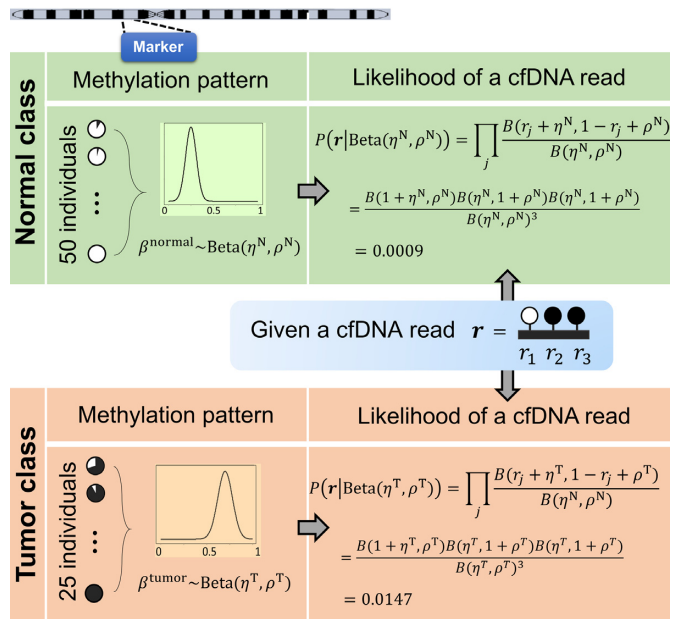 Marker
Normal class
Methylation pattern
Likelihood of a cfDNA read
50 individuals
0 0.5 1
β^normal~Beta(η^N, ρ^N)
P(r|Beta(η^N, ρ^N)) = ∏_j B(r_j + η^N, 1 − r_j + ρ^N) / B(η^N, ρ^N)
= B(1 + η^N, ρ^N)B(η^N, 1 + ρ^N)B(η^N, 1 + ρ^N) / B(η^N, ρ^N)^3
= 0.0009
Given a cfDNA read r =
r_1 r_2 r_3
Tumor class
Methylation pattern
Likelihood of a cfDNA read
25 individuals
0 0.5 1
β^tumor~Beta(η^T, ρ^T)
P(r|Beta(η^T, ρ^T)) = ∏_j B(r_j + η^T, 1 − r_j + ρ^T) / B(η^N, ρ^N)
= B(1 + η^T, ρ^T)B(η^T, 1 + ρ^T)B(η^T, 1 + ρ^T) / B(η^T, ρ^T)^3
= 0.0147